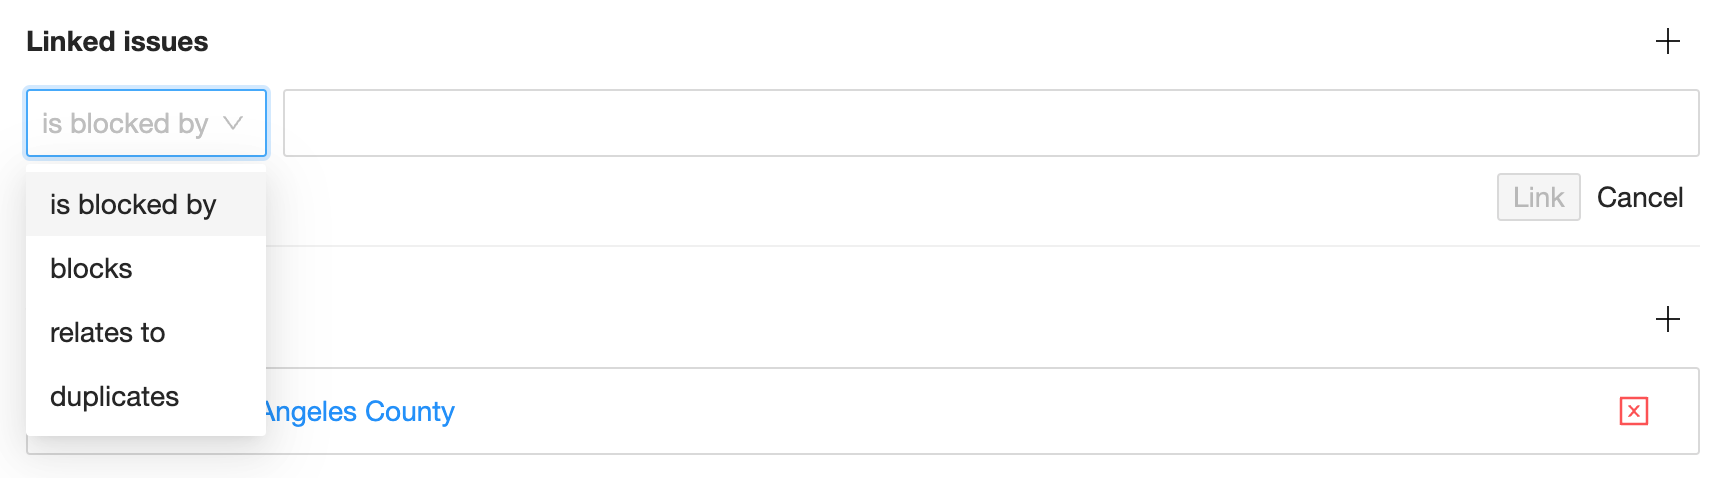 Linked issues
is blocked by
is blocked by
Link Cancel
blocks
relates to
duplicates
Angeles County